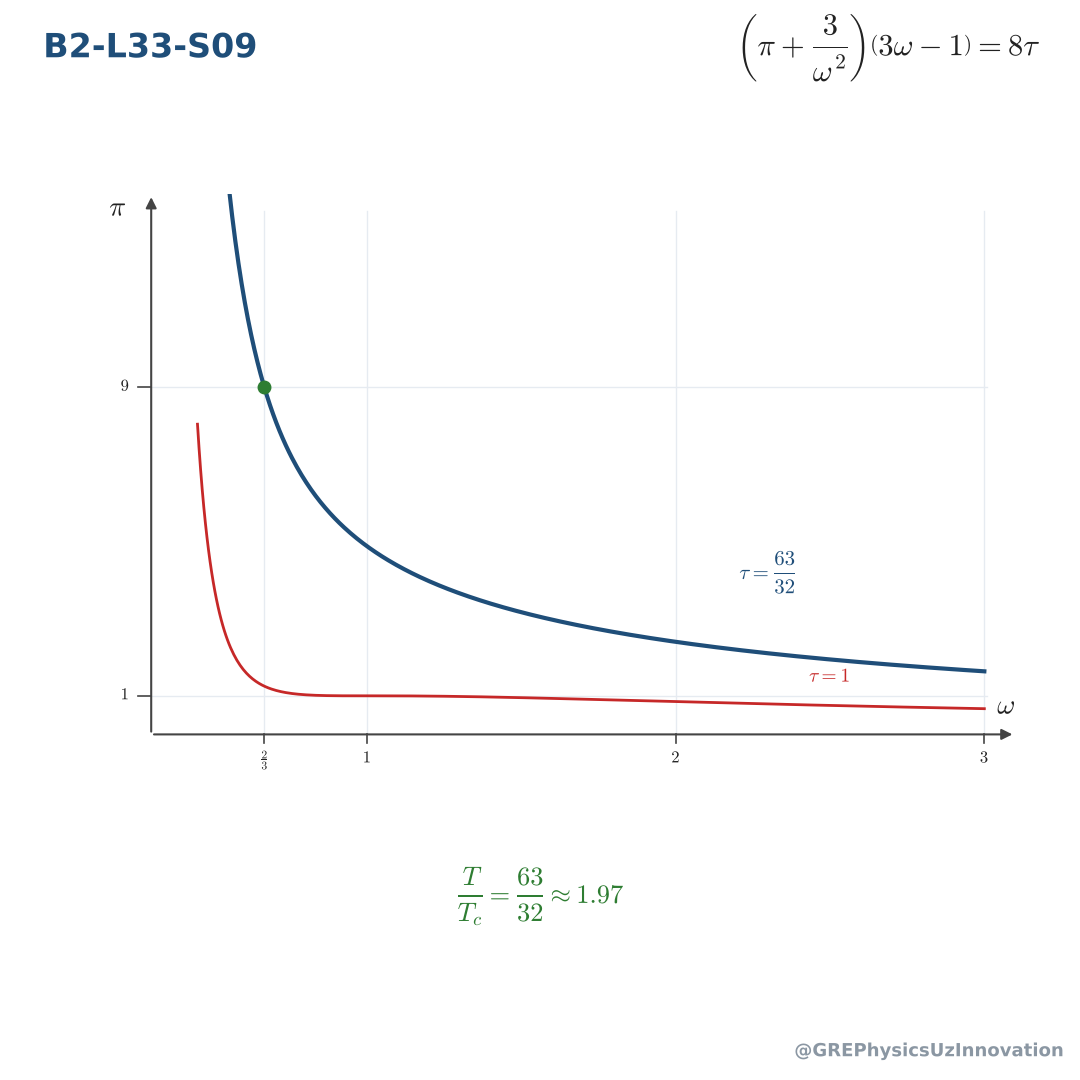 B2-L33-S09
(π + 3/ω²)(3ω − 1) = 8τ
π
9
τ = 63/32
τ = 1
1
ω
2/3 1 2 3
T/T_c = 63/32 ≈ 1.97
@GREPhysicsUzInnovation